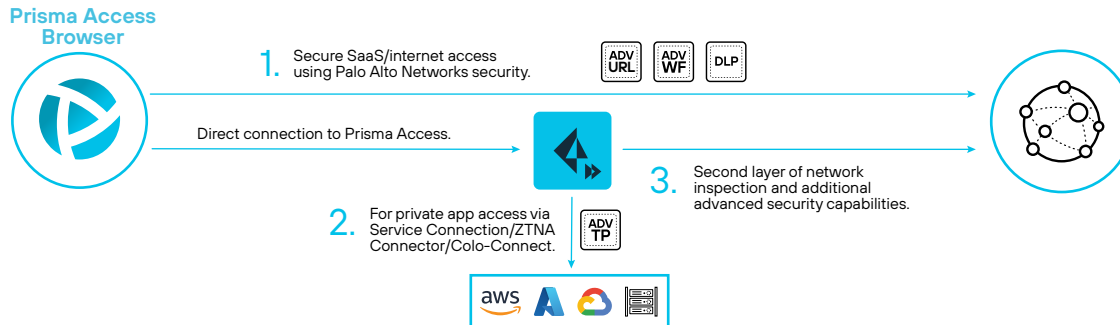 Prisma Access
Browser
1.
Secure SaaS/internet access
using Palo Alto Networks security.
ADV
URL
ADV
WF
DLP
Direct connection to Prisma Access.
2.
For private app access via
Service Connection/ZTNA
Connector/Colo-Connect.
ADV
TP
3.
Second layer of network
inspection and additional
advanced security capabilities.
aws